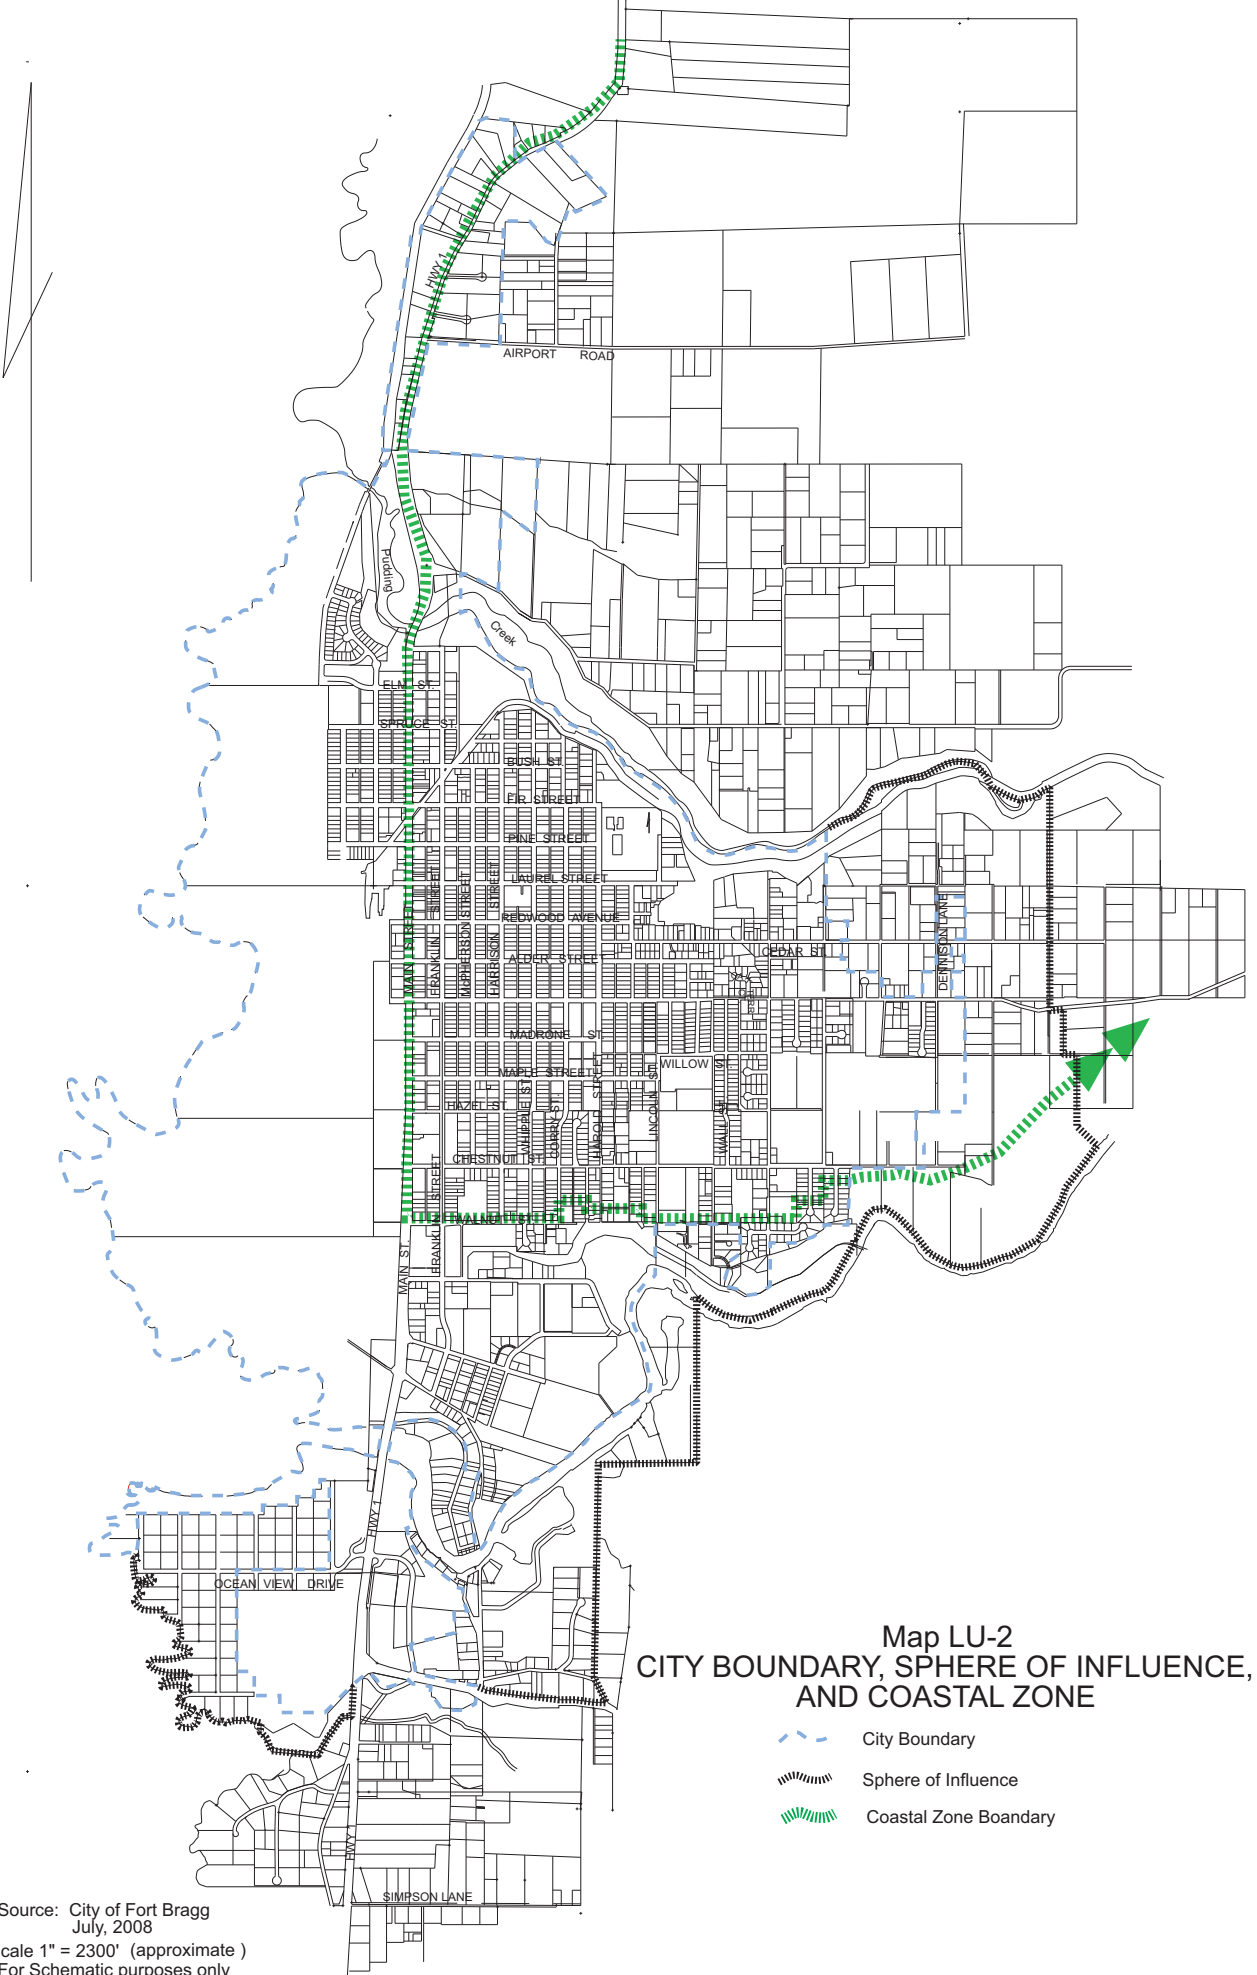 HWY 1
AIRPORT ROAD
Pudding
Creek
ELM ST.
SPRUCE ST.
BUSH ST.
FIR STREET
PINE STREET
LAUREL STREET
REDWOOD AVENUE
CEDAR ST.
ALDER STREET
MAIN STREET
FRANKLIN STREET
McPHERSON STREET
HARRISON STREET
DENNISON LANE
MADRONE ST.
WILLOW ST.
MAPLE STREET
HAZEL ST.
WHIPPLE ST.
CORRY ST.
HAROLD STREET
LINCOLN ST.
WALL ST.
CHESTNUT ST.
WALNUT ST.
FRANKLIN STREET
MAIN ST.
HWY 1
OCEAN VIEW DRIVE
HWY 1
SIMPSON LANE
Map LU-2
CITY BOUNDARY, SPHERE OF INFLUENCE,
AND COASTAL ZONE
City Boundary
Sphere of Influence
Coastal Zone Boundary
Source: City of Fort Bragg
July, 2008
cale 1" = 2300' (approximate )
For Schematic purposes only